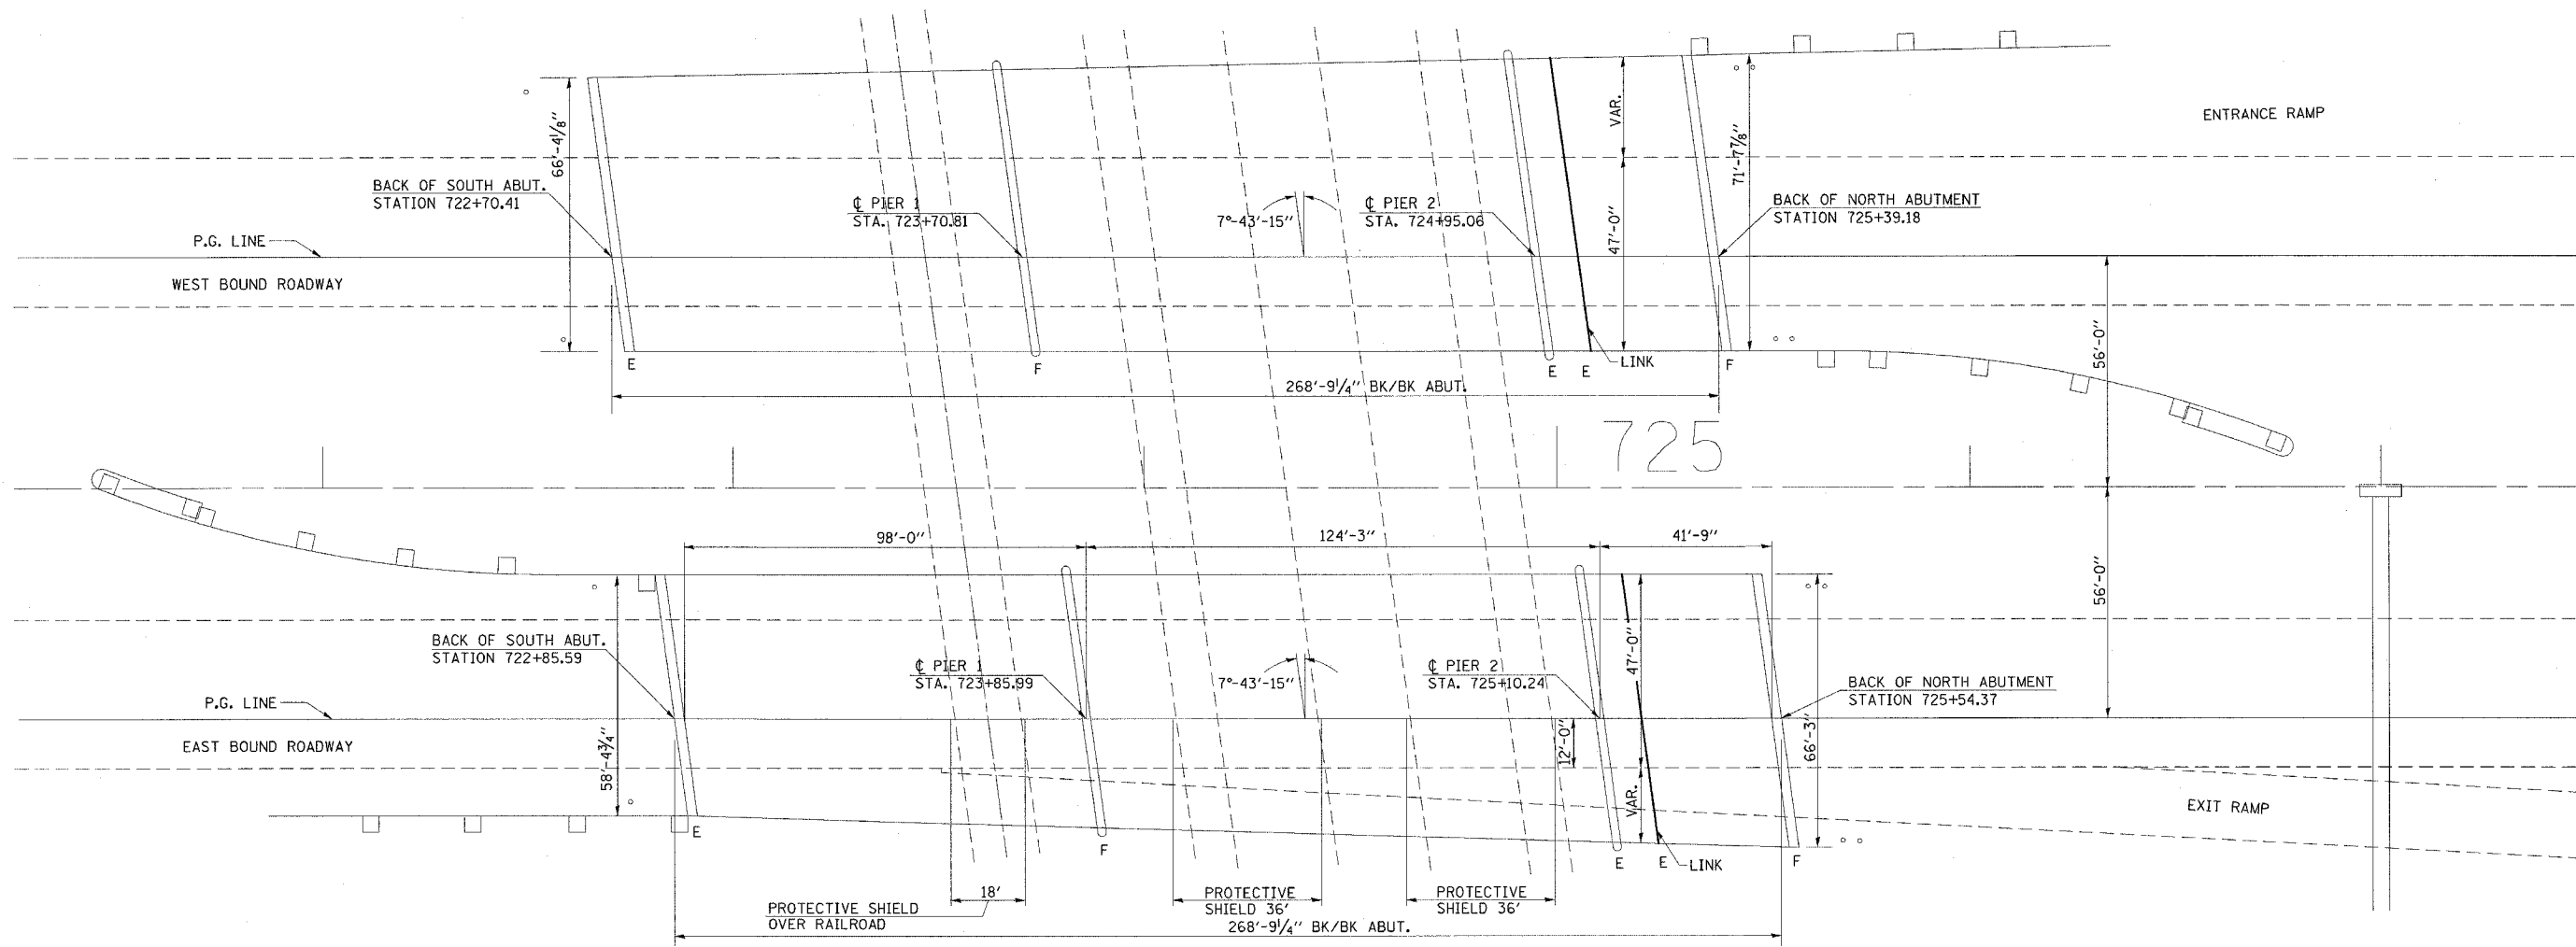 ENTRANCE RAMP
VAR.
66'-4⅛"
71'-7⅞"
BACK OF SOUTH ABUT.
STATION 722+70.41
℄ PIER 1
STA. 723+70.81
7°-43'-15"
℄ PIER 2
STA. 724+95.06
47'-0"
BACK OF NORTH ABUTMENT
STATION 725+39.18
P.G. LINE
WEST BOUND ROADWAY
56'-0"
E
F
E
E
LINK
F
268'-9¼" BK/BK ABUT.
725
98'-0"
124'-3"
41'-9"
56'-0"
BACK OF SOUTH ABUT.
STATION 722+85.59
℄ PIER 1
STA. 723+85.99
7°-43'-15"
℄ PIER 2
STA. 725+10.24
47'-0"
BACK OF NORTH ABUTMENT
STATION 725+54.37
P.G. LINE
EAST BOUND ROADWAY
58'-4¾"
12'-0"
66'-3"
VAR.
EXIT RAMP
E
F
E
E
LINK
F
18'
PROTECTIVE SHIELD
OVER RAILROAD
PROTECTIVE
SHIELD 36'
PROTECTIVE
SHIELD 36'
268'-9¼" BK/BK ABUT.